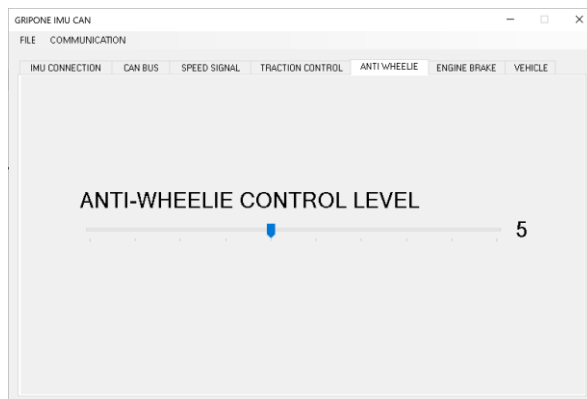 GRIPONE IMU CAN
FILE COMMUNICATION
IMU CONNECTION CAN BUS SPEED SIGNAL TRACTION CONTROL ANTI WHEELIE ENGINE BRAKE VEHICLE
ANTI-WHEELIE CONTROL LEVEL
5